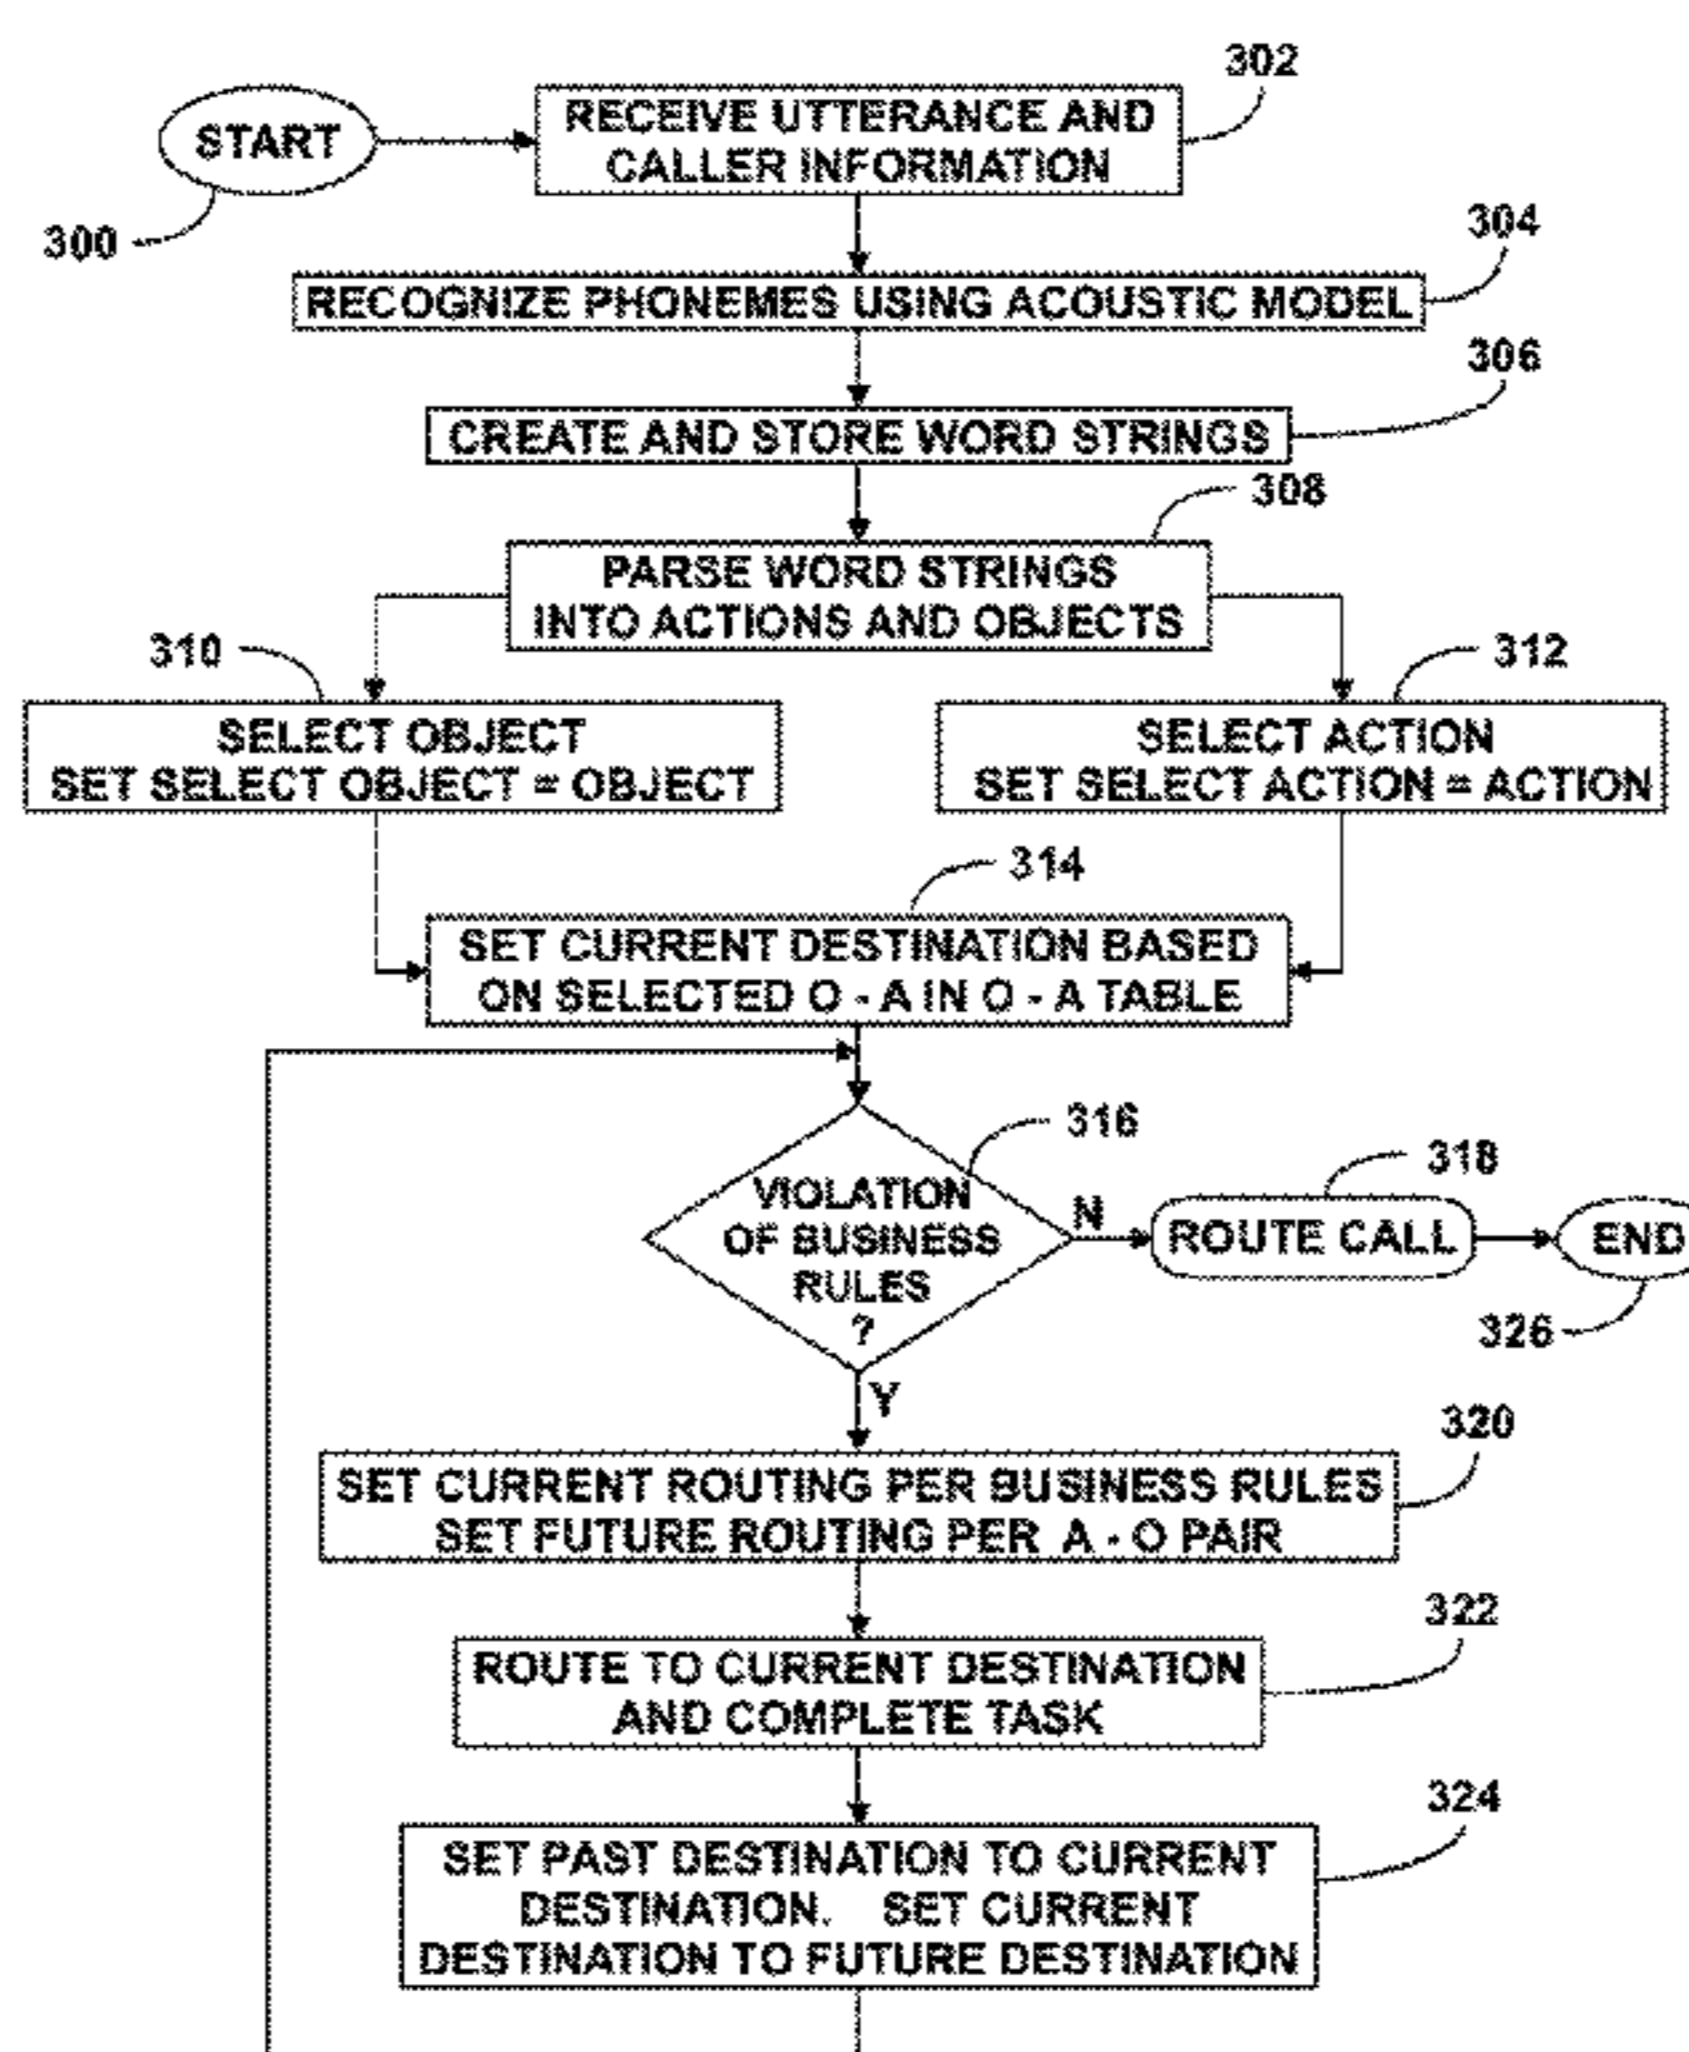 302
START
RECEIVE UTTERANCE AND
CALLER INFORMATION
300
304
RECOGNIZE PHONEMES USING ACOUSTIC MODEL
306
CREATE AND STORE WORD STRINGS
308
PARSE WORD STRINGS
INTO ACTIONS AND OBJECTS
310
312
SELECT OBJECT
SET SELECT OBJECT = OBJECT
SELECT ACTION
SET SELECT ACTION = ACTION
314
SET CURRENT DESTINATION BASED
ON SELECTED O - A IN O - A TABLE
316
318
VIOLATION
OF BUSINESS
RULES
?
N
ROUTE CALL
END
326
Y
320
SET CURRENT ROUTING PER BUSINESS RULES
SET FUTURE ROUTING PER A - O PAIR
322
ROUTE TO CURRENT DESTINATION
AND COMPLETE TASK
324
SET PAST DESTINATION TO CURRENT
DESTINATION. SET CURRENT
DESTINATION TO FUTURE DESTINATION